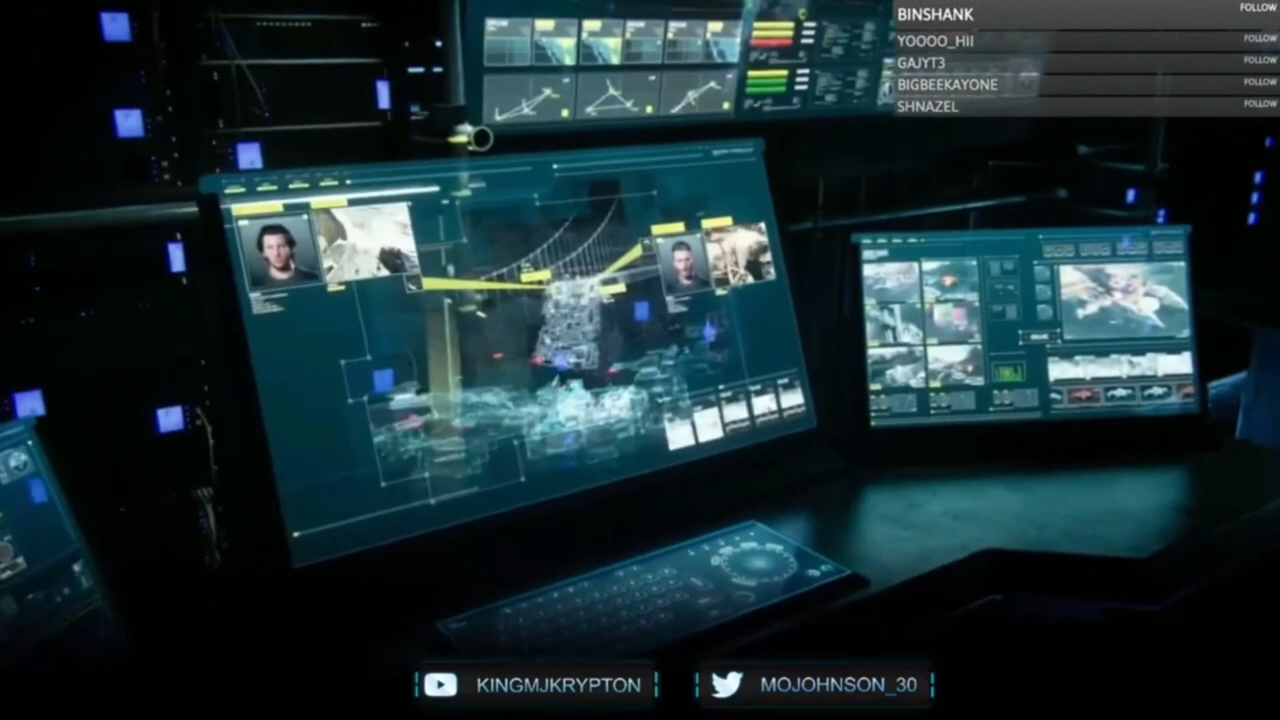 BINSHANK FOLLOW
YOOOO_HII FOLLOW
GAJYT3 FOLLOW
BIGBEEKAYONE FOLLOW
SHNAZEL FOLLOW
KINGMJKRYPTON MOJOHNSON_30